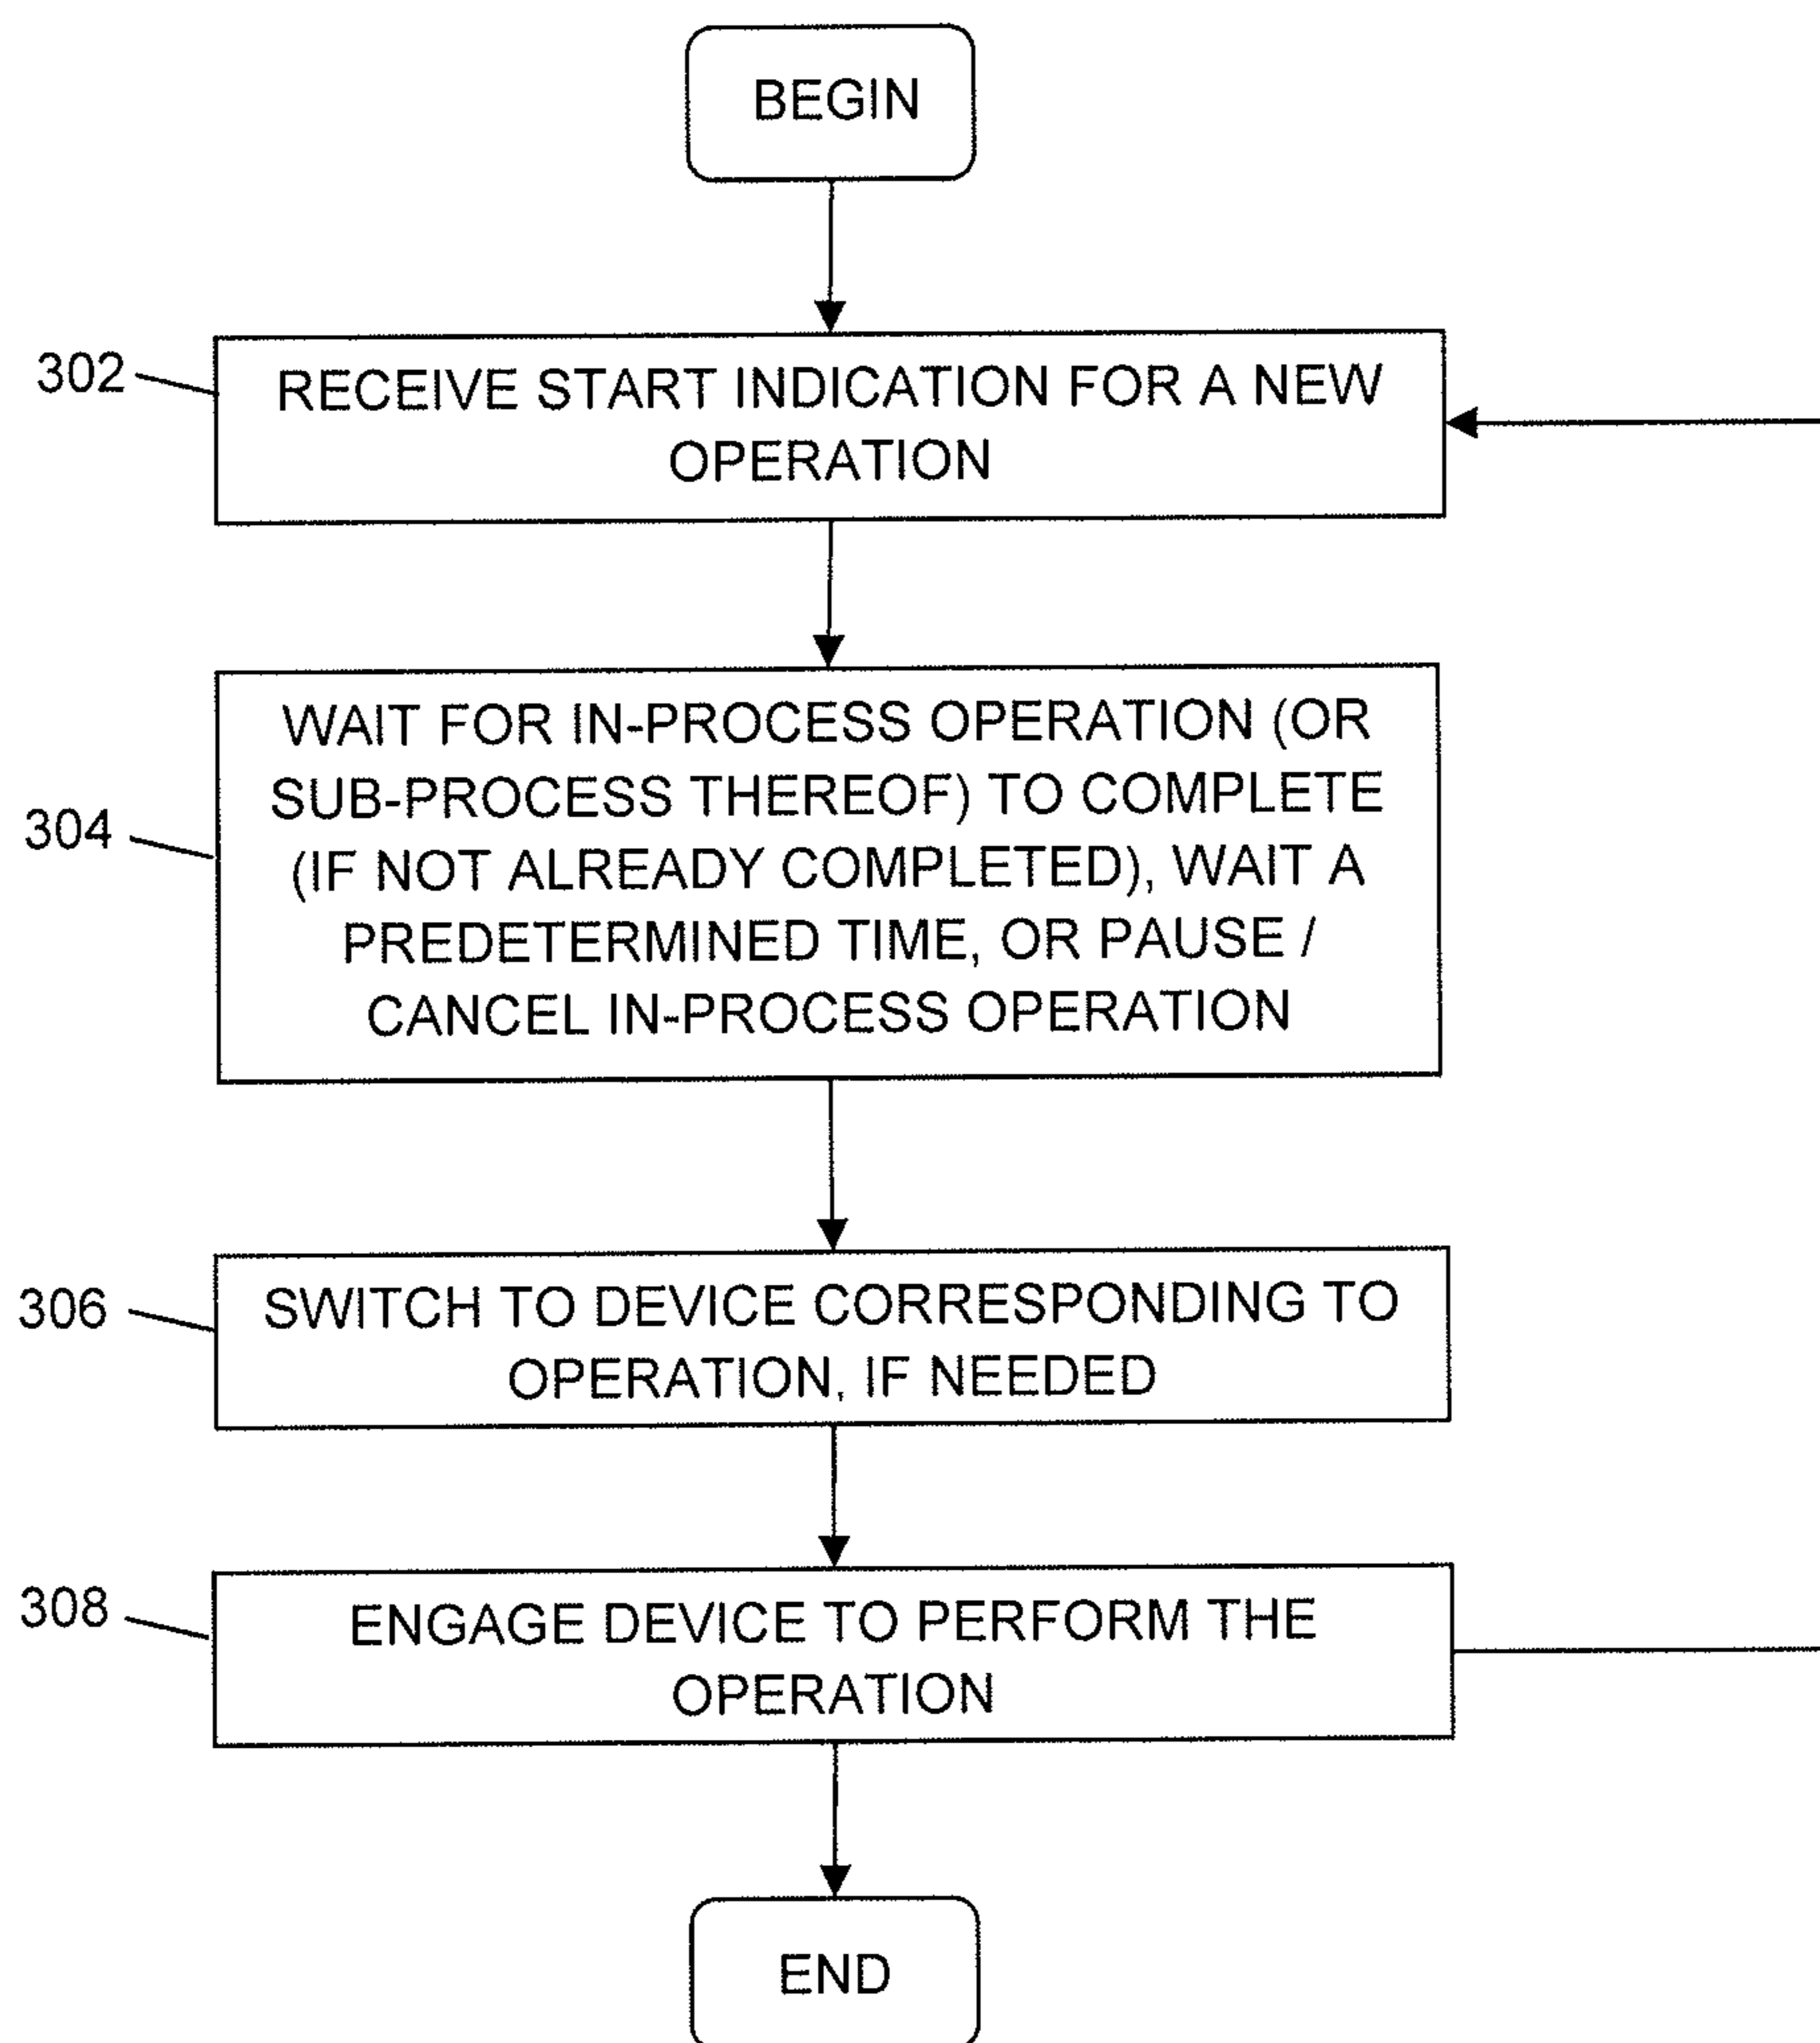 BEGIN
302
RECEIVE START INDICATION FOR A NEW
OPERATION
304
WAIT FOR IN-PROCESS OPERATION (OR
SUB-PROCESS THEREOF) TO COMPLETE
(IF NOT ALREADY COMPLETED), WAIT A
PREDETERMINED TIME, OR PAUSE /
CANCEL IN-PROCESS OPERATION
306
SWITCH TO DEVICE CORRESPONDING TO
OPERATION, IF NEEDED
308
ENGAGE DEVICE TO PERFORM THE
OPERATION
END